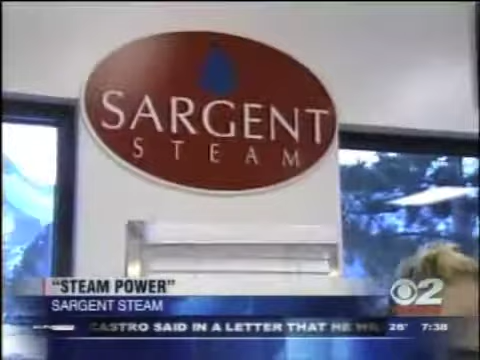 SARGENT
STEAM
"STEAM POWER"
SARGENT STEAM
2
CASTRO SAID IN A LETTER THAT HE 26° 7:38